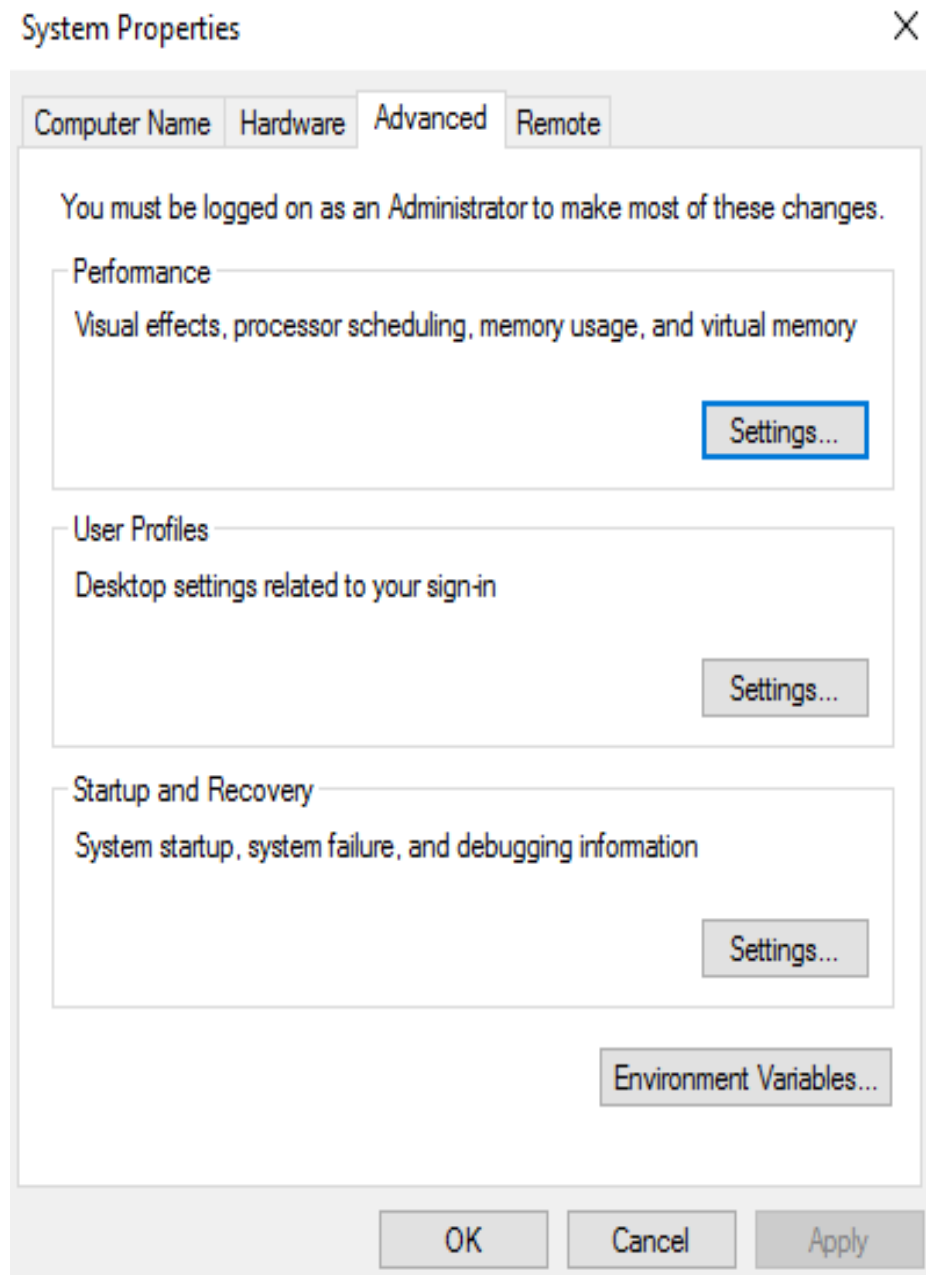 System Properties
Computer Name Hardware Advanced Remote
You must be logged on as an Administrator to make most of these changes.
Performance
Visual effects, processor scheduling, memory usage, and virtual memory
Settings...
User Profiles
Desktop settings related to your sign-in
Settings...
Startup and Recovery
System startup, system failure, and debugging information
Settings...
Environment Variables...
OK Cancel Apply